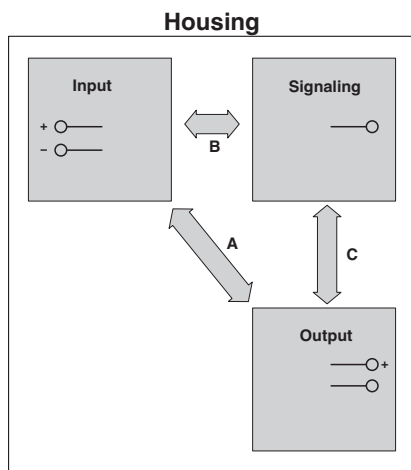 Housing
Input
Signaling
+
−
B
A
C
Output
+